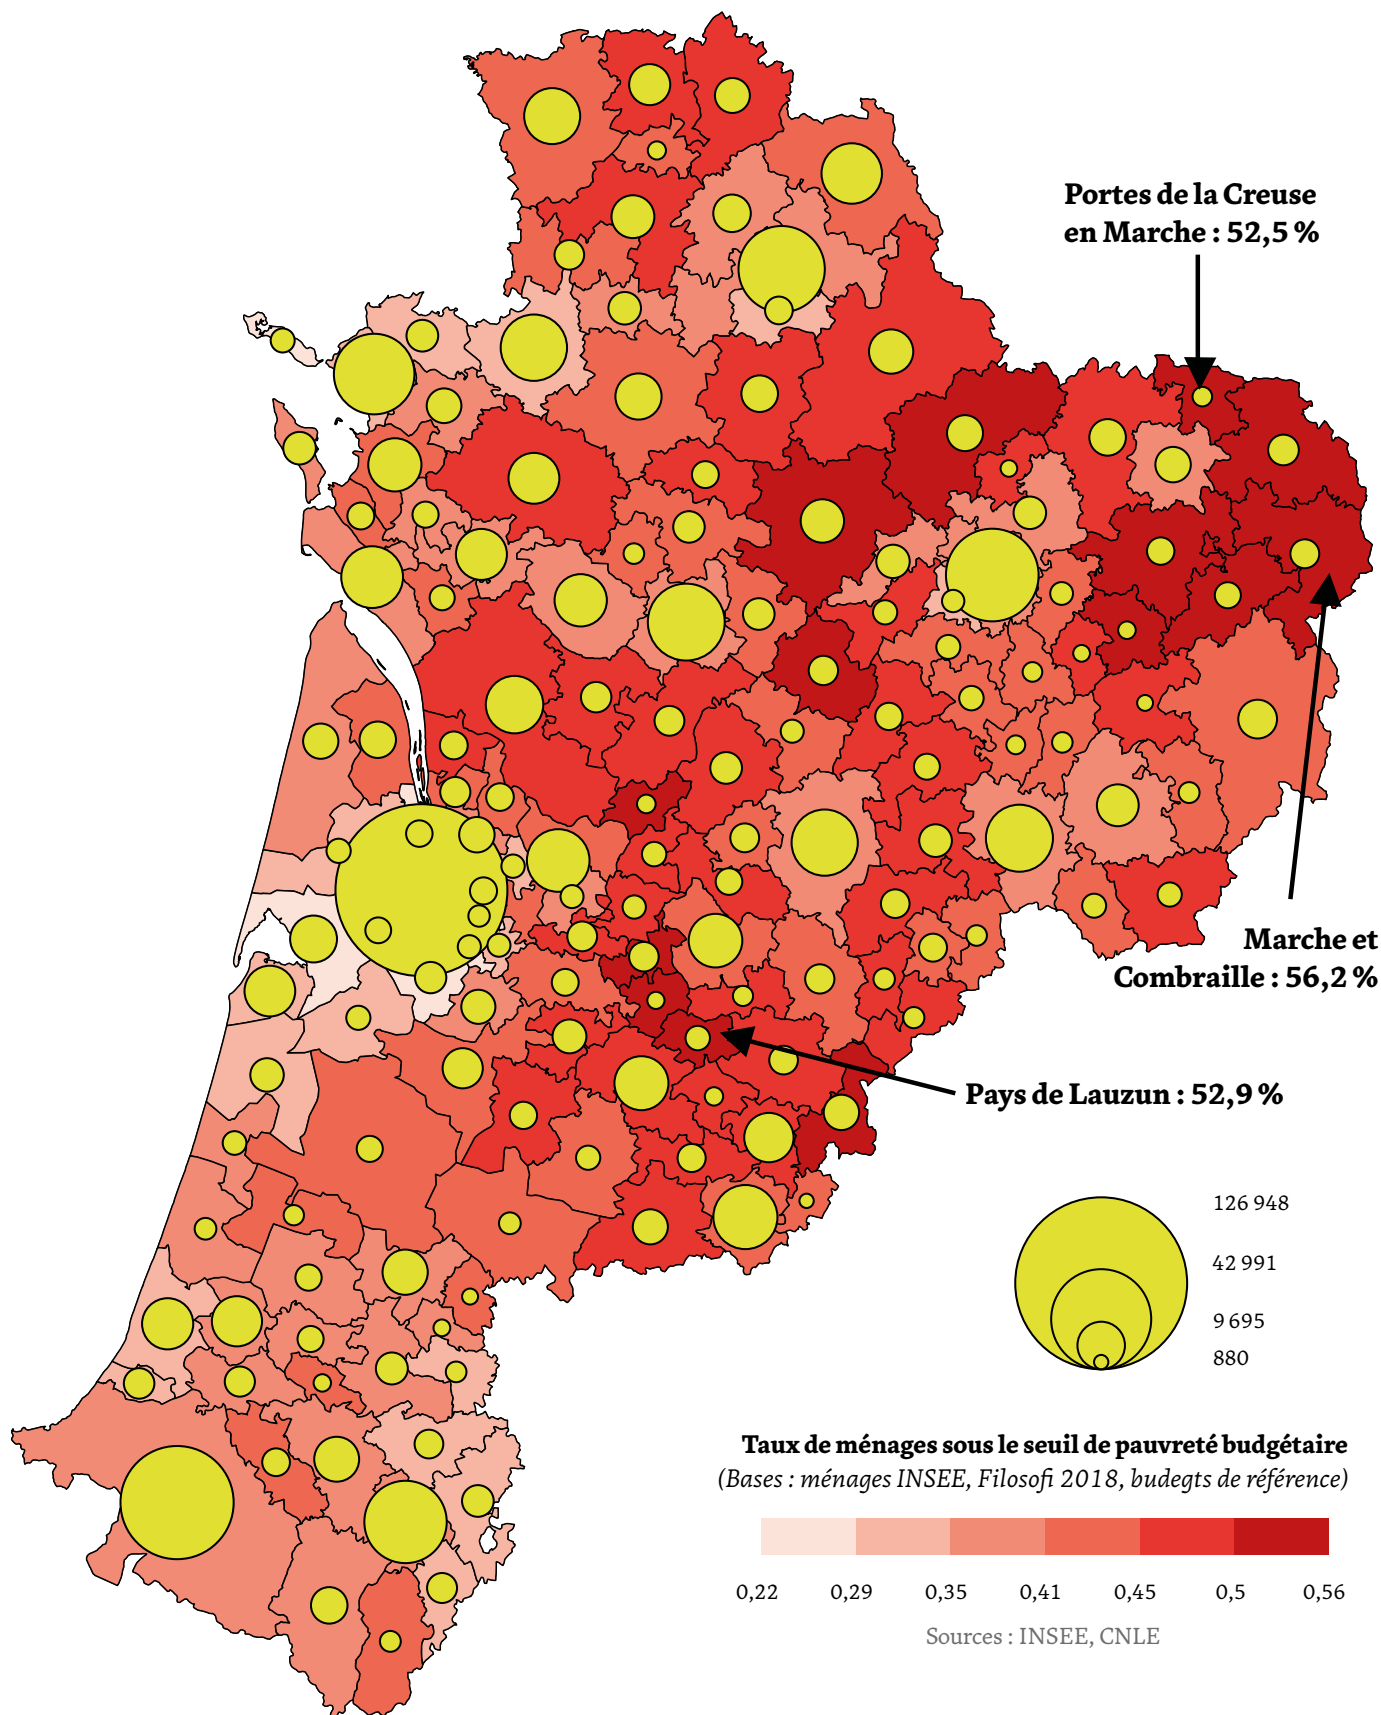 Portes de la Creuse
en Marche : 52,5 %
Marche et
Combraille : 56,2 %
Pays de Lauzun : 52,9 %
126 948
42 991
9 695
880
Taux de ménages sous le seuil de pauvreté budgétaire
(Bases : ménages INSEE, Filosofi 2018, budegts de référence)
0,22 0,29 0,35 0,41 0,45 0,5 0,56
Sources : INSEE, CNLE